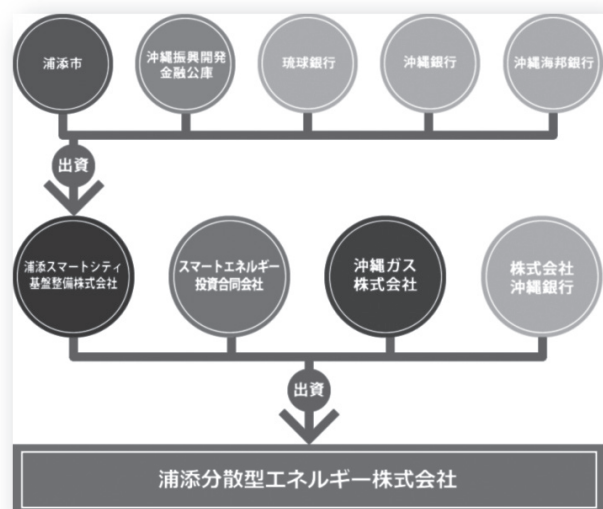 浦添市
沖縄振興開発
金融公庫
琉球銀行
沖縄銀行
沖縄海邦銀行
出資
浦添スマートシティ
基盤整備株式会社
スマートエネルギー
投資合同会社
沖縄ガス
株式会社
株式会社
沖縄銀行
出資
浦添分散型エネルギー株式会社